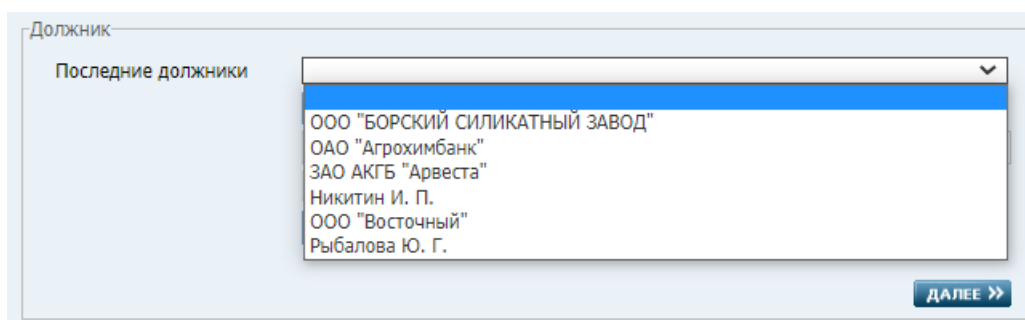 Должник
Последние должники
ООО "БОРСКИЙ СИЛИКАТНЫЙ ЗАВОД"
ОАО "Агрохимбанк"
ЗАО АКГБ "Арвеста"
Никитин И. П.
ООО "Восточный"
Рыбалова Ю. Г.
ДАЛЕЕ »